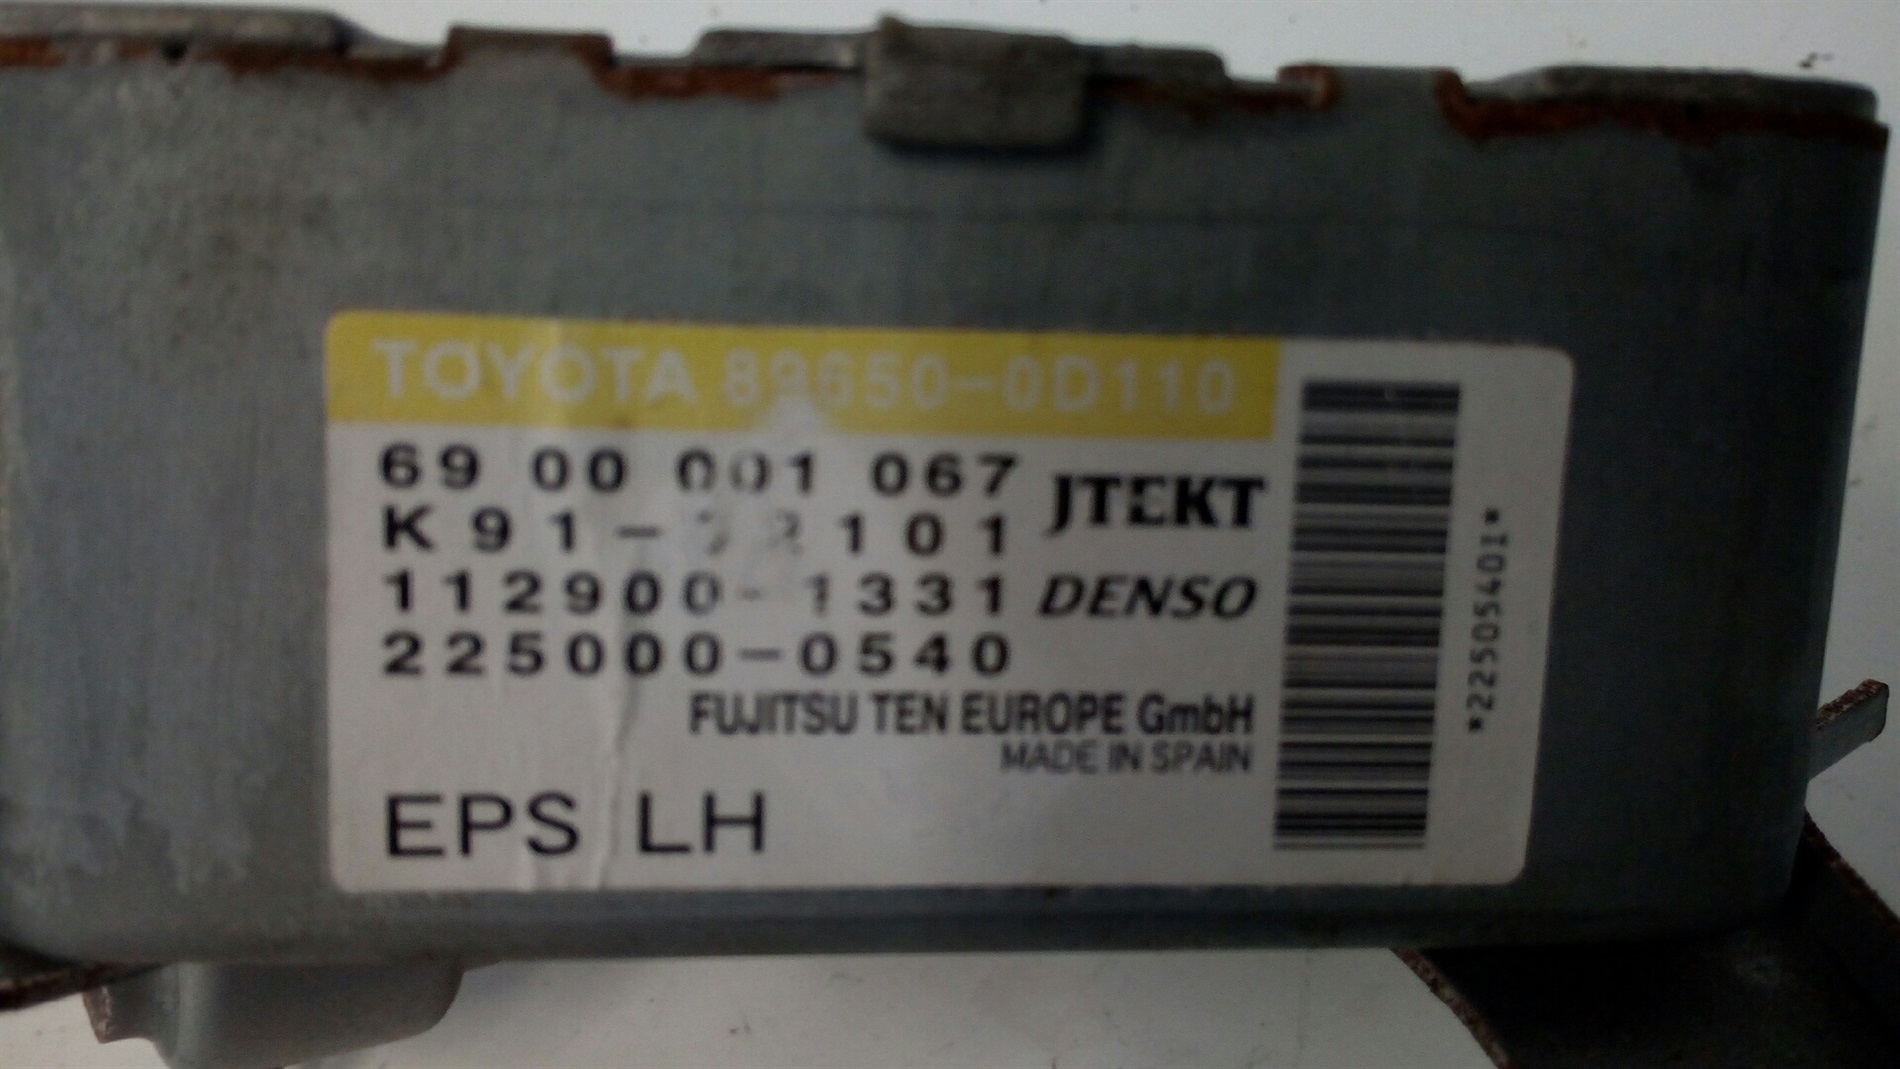 TOYOTA 89650-0D110
69 00 001 067
JTEKT
K91- 101
112900-1331 DENSO
225000-0540
FUJITSU TEN EUROPE GmbH
MADE IN SPAIN
EPS LH
*22505401*